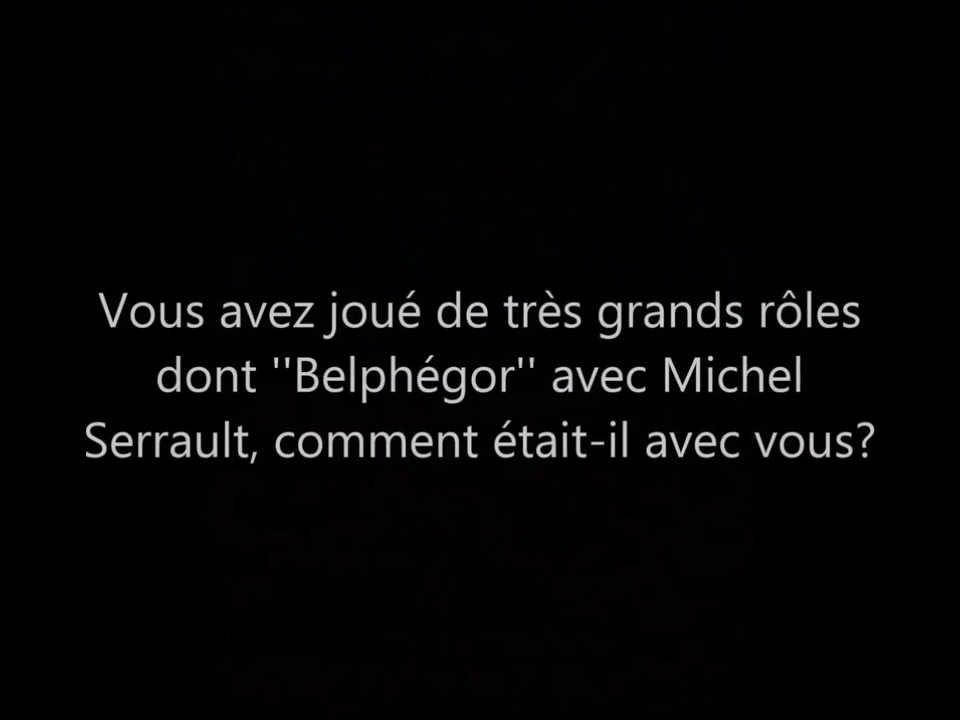 Vous avez joué de très grands rôles
dont ''Belphégor'' avec Michel
Serrault, comment était-il avec vous?